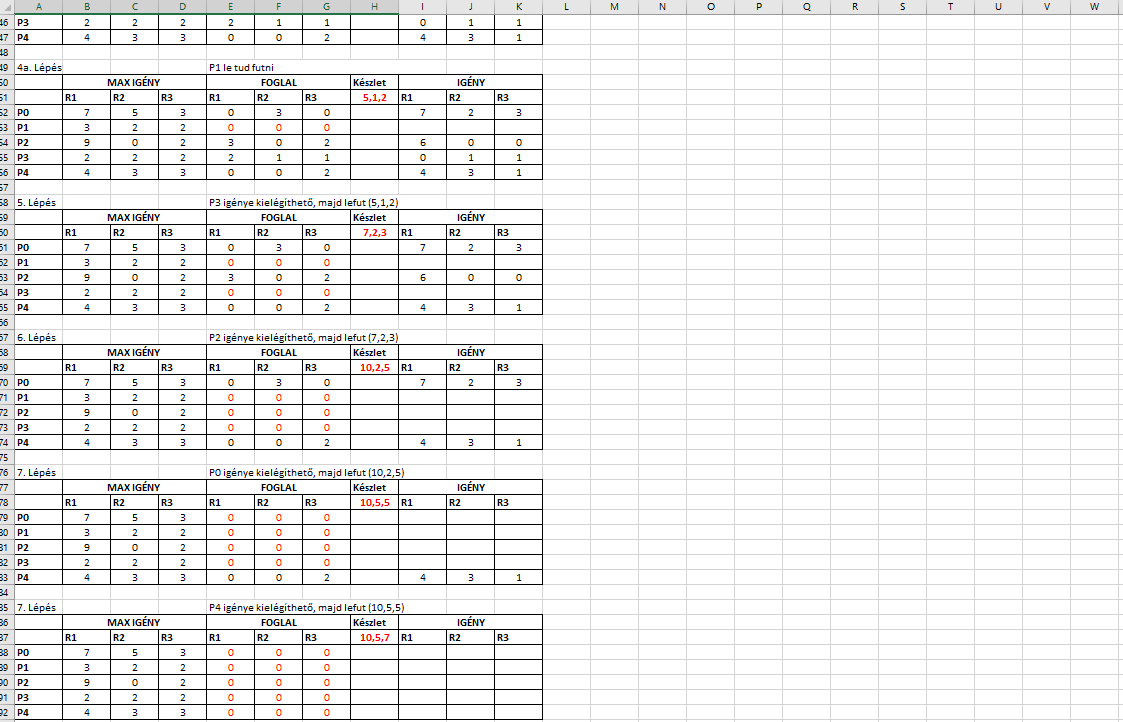 A B C D E F G H I J K L M N O P Q R S T U V W
46 P3 2 2 2 2 1 1 0 1 1
47 P4 4 3 3 0 0 2 4 3 1
48
49 4a. Lépés P1 le tud futni
50 MAX IGÉNY FOGLAL Készlet IGÉNY
51 R1 R2 R3 R1 R2 R3 5,1,2 R1 R2 R3
52 P0 7 5 3 0 3 0 7 2 3
53 P1 3 2 2 0 0 0
54 P2 9 0 2 3 0 2 6 0 0
55 P3 2 2 2 2 1 1 0 1 1
56 P4 4 3 3 0 0 2 4 3 1
57
58 5. Lépés P3 igénye kielégíthető, majd lefut (5,1,2)
59 MAX IGÉNY FOGLAL Készlet IGÉNY
60 R1 R2 R3 R1 R2 R3 7,2,3 R1 R2 R3
61 P0 7 5 3 0 3 0 7 2 3
62 P1 3 2 2 0 0 0
63 P2 9 0 2 3 0 2 6 0 0
64 P3 2 2 2 0 0 0
65 P4 4 3 3 0 0 2 4 3 1
66
67 6. Lépés P2 igénye kielégíthető, majd lefut (7,2,3)
68 MAX IGÉNY FOGLAL Készlet IGÉNY
69 R1 R2 R3 R1 R2 R3 10,2,5 R1 R2 R3
70 P0 7 5 3 0 3 0 7 2 3
71 P1 3 2 2 0 0 0
72 P2 9 0 2 0 0 0
73 P3 2 2 2 0 0 0
74 P4 4 3 3 0 0 2 4 3 1
75
76 7. Lépés P0 igénye kielégíthető, majd lefut (10,2,5)
77 MAX IGÉNY FOGLAL Készlet IGÉNY
78 R1 R2 R3 R1 R2 R3 10,5,5 R1 R2 R3
79 P0 7 5 3 0 0 0
80 P1 3 2 2 0 0 0
81 P2 9 0 2 0 0 0
82 P3 2 2 2 0 0 0
83 P4 4 3 3 0 0 2 4 3 1
84
85 7. Lépés P4 igénye kielégíthető, majd lefut (10,5,5)
86 MAX IGÉNY FOGLAL Készlet IGÉNY
87 R1 R2 R3 R1 R2 R3 10,5,7 R1 R2 R3
88 P0 7 5 3 0 0 0
89 P1 3 2 2 0 0 0
90 P2 9 0 2 0 0 0
91 P3 2 2 2 0 0 0
92 P4 4 3 3 0 0 0